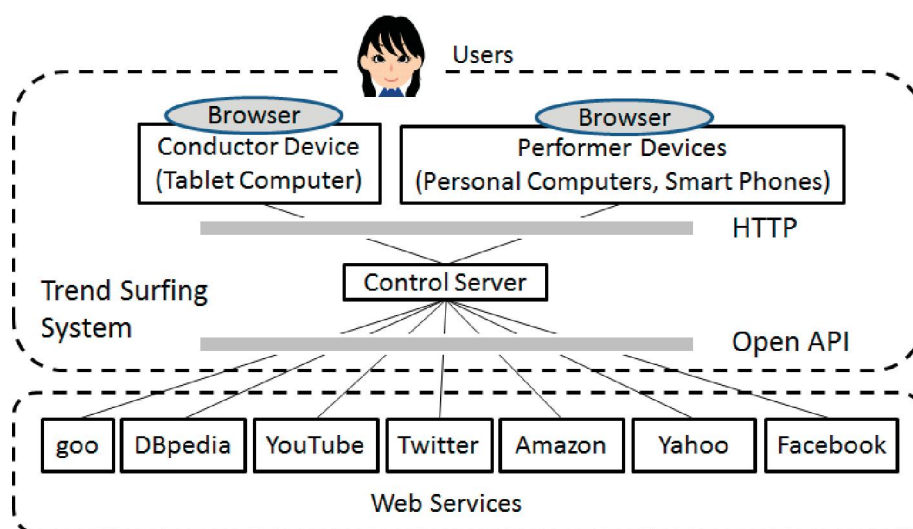 Users
Browser
Browser
Conductor Device
(Tablet Computer)
Performer Devices
(Personal Computers, Smart Phones)
HTTP
Control Server
Trend Surfing
System
Open API
goo
DBpedia
YouTube
Twitter
Amazon
Yahoo
Facebook
Web Services